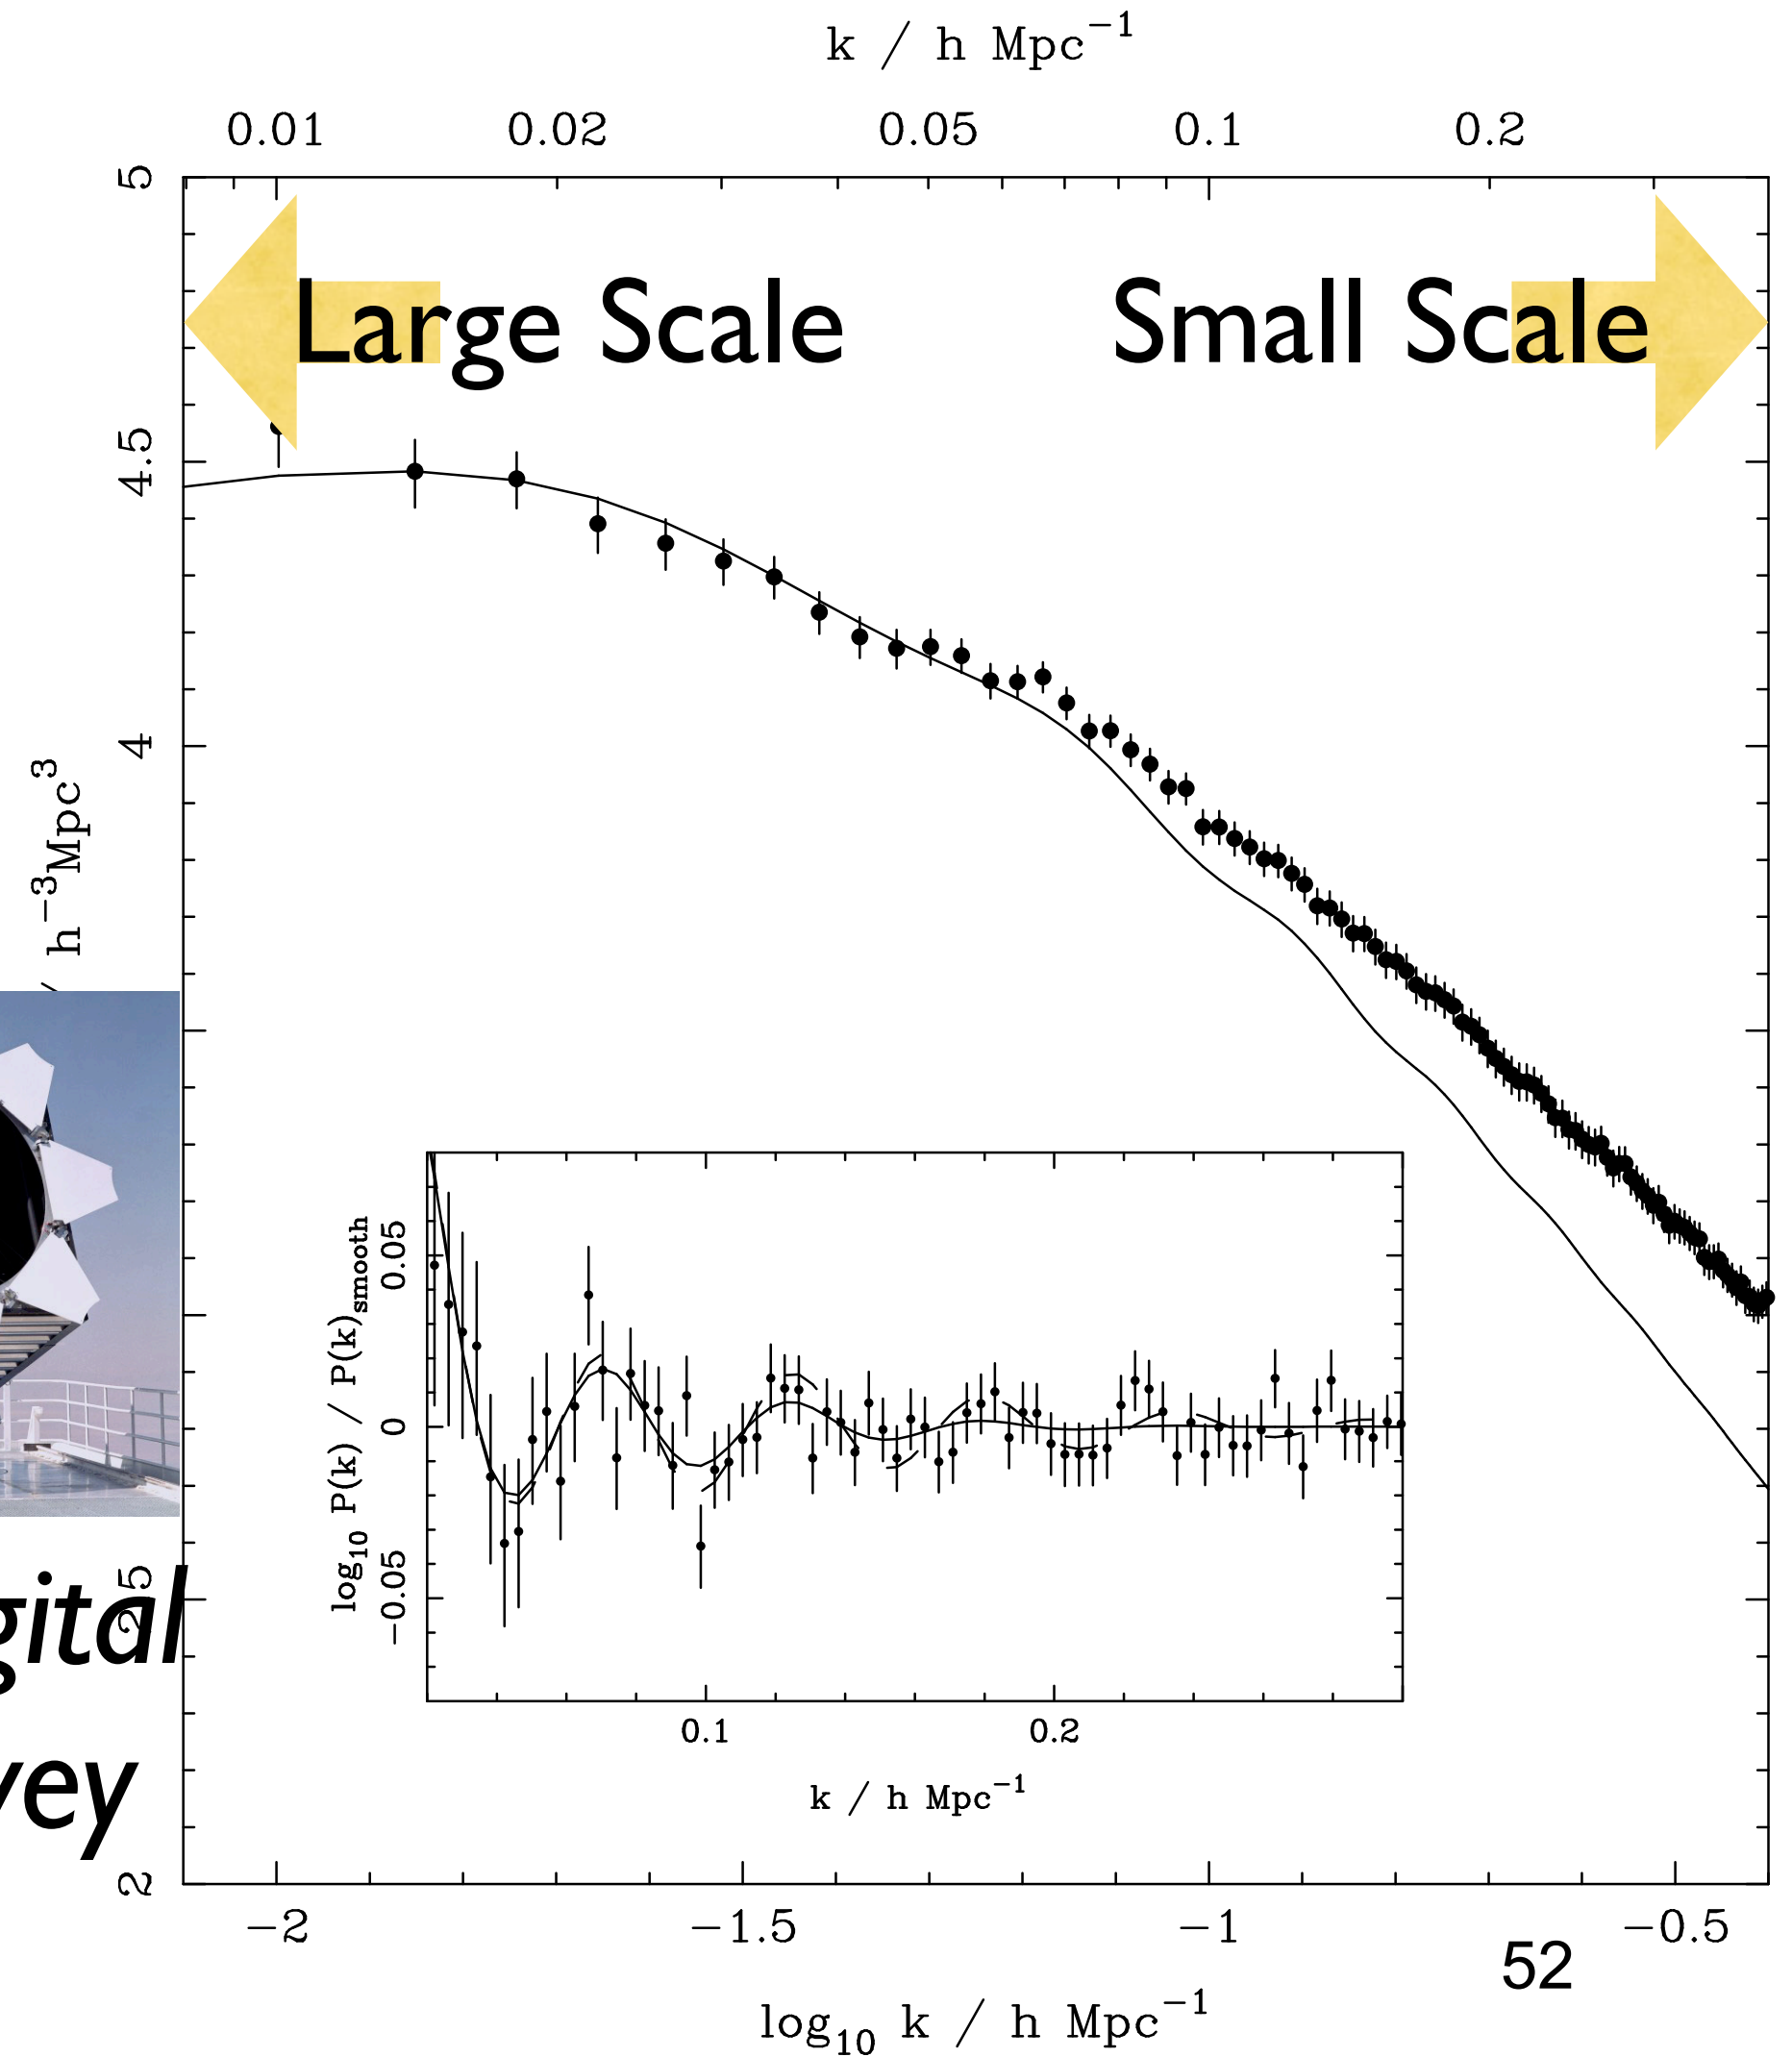 k / h Mpc⁻¹
0.01 0.02 0.05 0.1 0.2
5
Large Scale Small Scale
4.5
4
/ h⁻³Mpc³
log₁₀ P(k) / P(k)smooth
0.05
0
−0.05
0.1 0.2
k / h Mpc⁻¹
gital
vey
2
−2 −1.5 −1 −0.5
52
log₁₀ k / h Mpc⁻¹